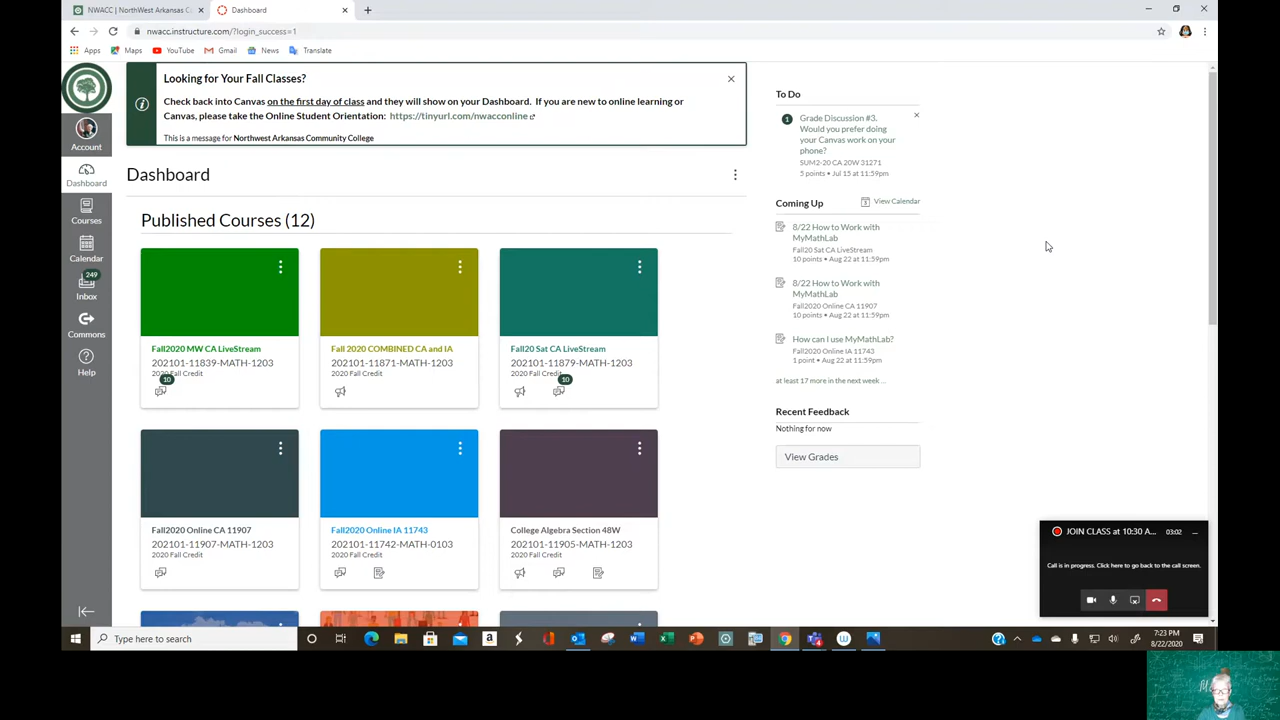 NWACC | NorthWest Arkansas C
Dashboard
nwacc.instructure.com/?login_success=1
Apps Maps YouTube Gmail News Translate
Looking for Your Fall Classes?
Check back into Canvas on the first day of class and they will show on your Dashboard. If you are new to online learning or
Canvas, please take the Online Student Orientation: https://tinyurl.com/nwacconline
This is a message for Northwest Arkansas Community College
Account
Dashboard
Courses
Calendar
249
Inbox
Commons
Help
Dashboard
Published Courses (12)
Fall2020 MW CA LiveStream
202101-11839-MATH-1203
2020 Fall Credit
10
Fall 2020 COMBINED CA and IA
202101-11871-MATH-1203
2020 Fall Credit
Fall20 Sat CA LiveStream
202101-11879-MATH-1203
2020 Fall Credit
10
Fall2020 Online CA 11907
202101-11907-MATH-1203
2020 Fall Credit
Fall2020 Online IA 11743
202101-11742-MATH-0103
2020 Fall Credit
College Algebra Section 48W
202101-11905-MATH-1203
2020 Fall Credit
To Do
1
Grade Discussion #3.
Would you prefer doing
your Canvas work on your
phone?
SUM2-20 CA 20W 31271
5 points • Jul 15 at 11:59pm
Coming Up
View Calendar
8/22 How to Work with
MyMathLab
Fall20 Sat CA LiveStream
10 points • Aug 22 at 11:59pm
8/22 How to Work with
MyMathLab
Fall2020 Online CA 11907
10 points • Aug 22 at 11:59pm
How can I use MyMathLab?
Fall2020 Online IA 11743
1 point • Aug 22 at 11:59pm
at least 17 more in the next week ...
Recent Feedback
Nothing for now
View Grades
JOIN CLASS at 10:30 A... 03:02
Call is in progress. Click here to go back to the call screen.
Type here to search
7:23 PM
8/22/2020